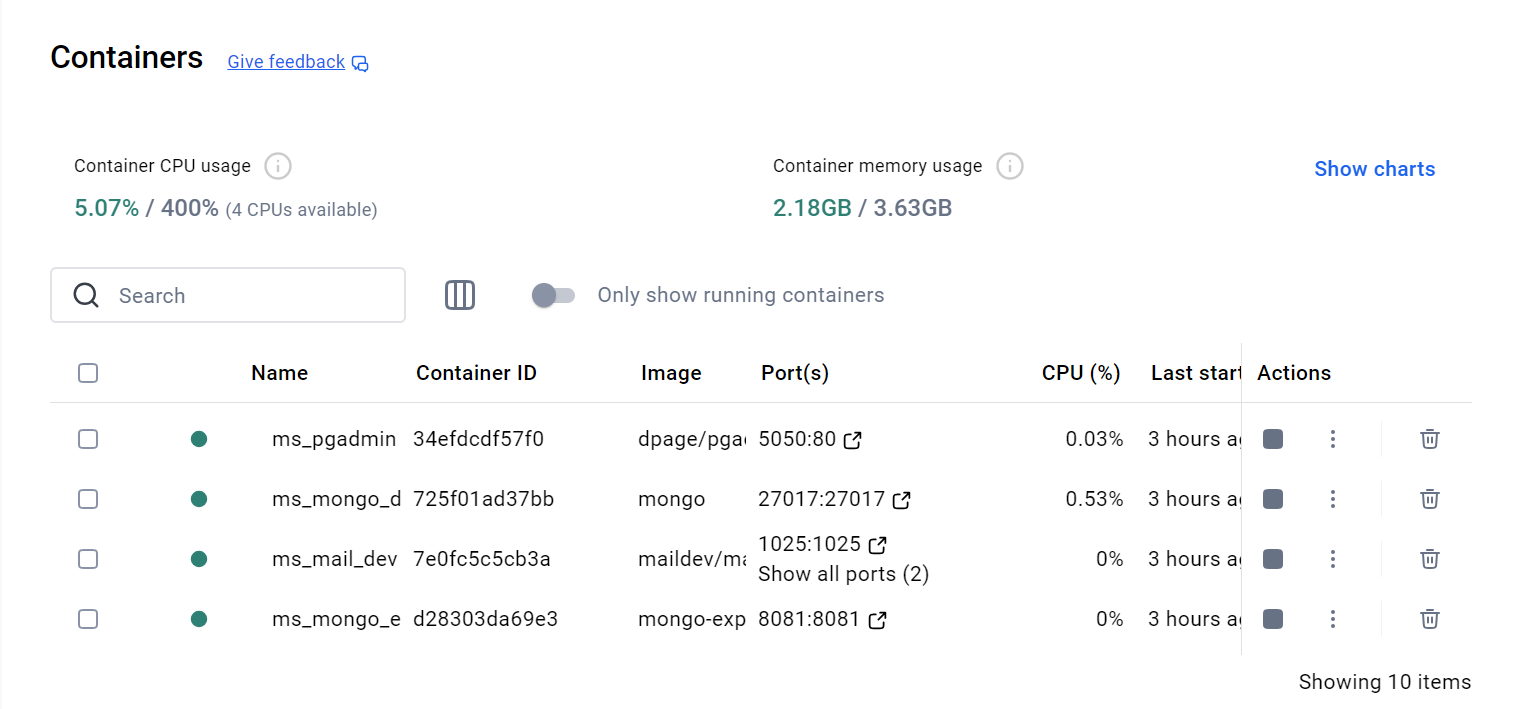 Containers Give feedback
Container CPU usage
5.07% / 400% (4 CPUs available)
Container memory usage
2.18GB / 3.63GB
Show charts
Search
Only show running containers
Name Container ID Image Port(s) CPU (%) Last start Actions
ms_pgadmin 34efdcdf57f0 dpage/pga 5050:80 0.03% 3 hours ag
ms_mongo_d 725f01ad37bb mongo 27017:27017 0.53% 3 hours ag
ms_mail_dev 7e0fc5c5cb3a maildev/ma 1025:1025 0% 3 hours ag
Show all ports (2)
ms_mongo_e d28303da69e3 mongo-exp 8081:8081 0% 3 hours ag
Showing 10 items